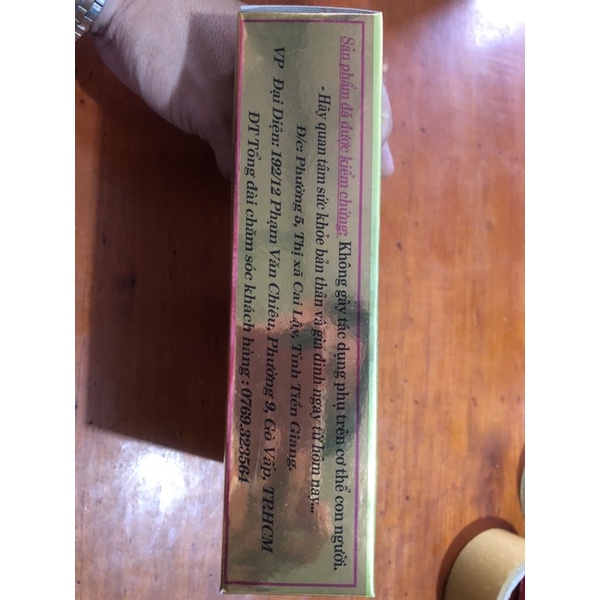 Sản phẩm đã được kiểm chứng: Không gây tác dụng phụ trên cơ thể con người.
- Hãy quan tâm sức khỏe bản thân và gia đình ngay từ hôm nay...
Đ/c: Phường 5, Thị xã Cai Lậy, Tỉnh Tiền Giang.
VP Đại Diện: 192/12 Phạm Văn Chiêu, Phường 9, Gò Vấp, TP.HCM
ĐT Tổng đài chăm sóc khách hàng : 0769.323564